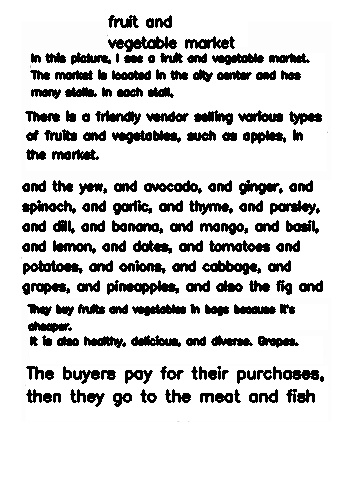 fruit and
vegetable market
In this picture, I see a fruit and vegetable market.
The market is located in the city center and has
many stalls. In each stall,
There is a friendly vendor selling various types
of fruits and vegetables, such as apples, in
the market.
and the yew, and avocado, and ginger, and
spinach, and garlic, and thyme, and parsley,
and dill, and banana, and mango, and basil,
and lemon, and dates, and tomatoes and
potatoes, and onions, and cabbage, and
grapes, and pineapples, and also the fig and
They buy fruits and vegetables in bags because it's
cheaper.
It is also healthy, delicious, and diverse. Grapes.
The buyers pay for their purchases,
then they go to the meat and fish